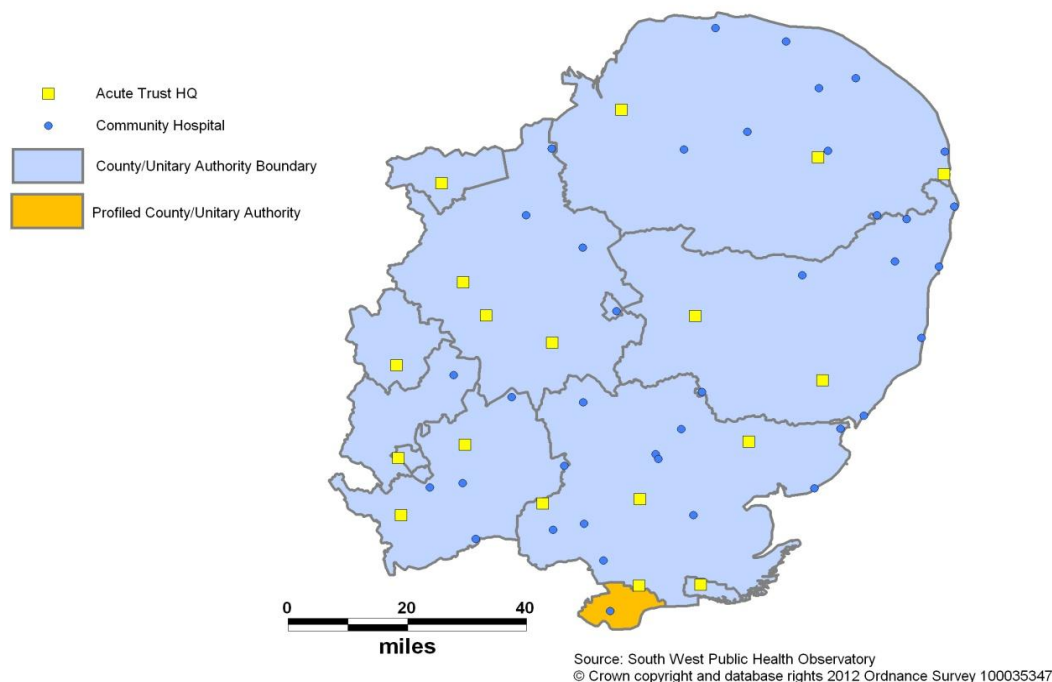 Acute Trust HQ
Community Hospital
County/Unitary Authority Boundary
Profiled County/Unitary Authority
0 20 40
miles
Source: South West Public Health Observatory
© Crown copyright and database rights 2012 Ordnance Survey 100035347